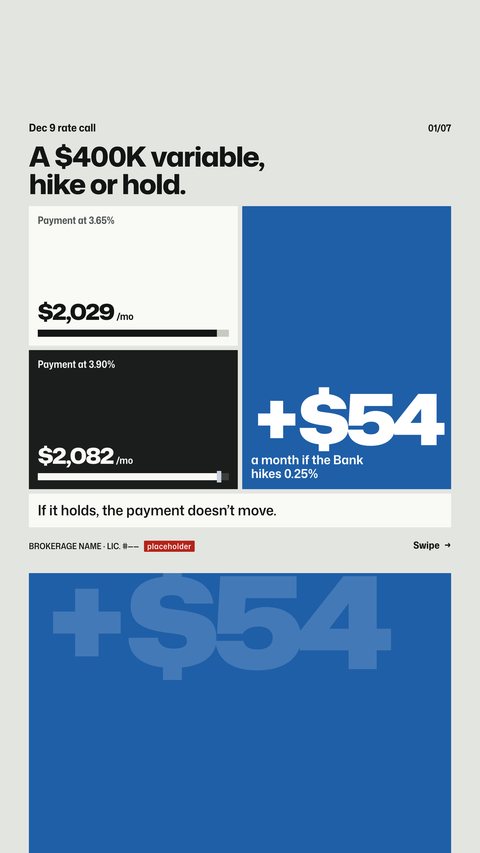 Dec 9 rate call
01/07
A $400K variable,
hike or hold.
Payment at 3.65%
$2,029 /mo
Payment at 3.90%
$2,082 /mo
+$54
a month if the Bank
hikes 0.25%
If it holds, the payment doesn’t move.
BROKERAGE NAME · LIC. #–– placeholder
Swipe →
+$54